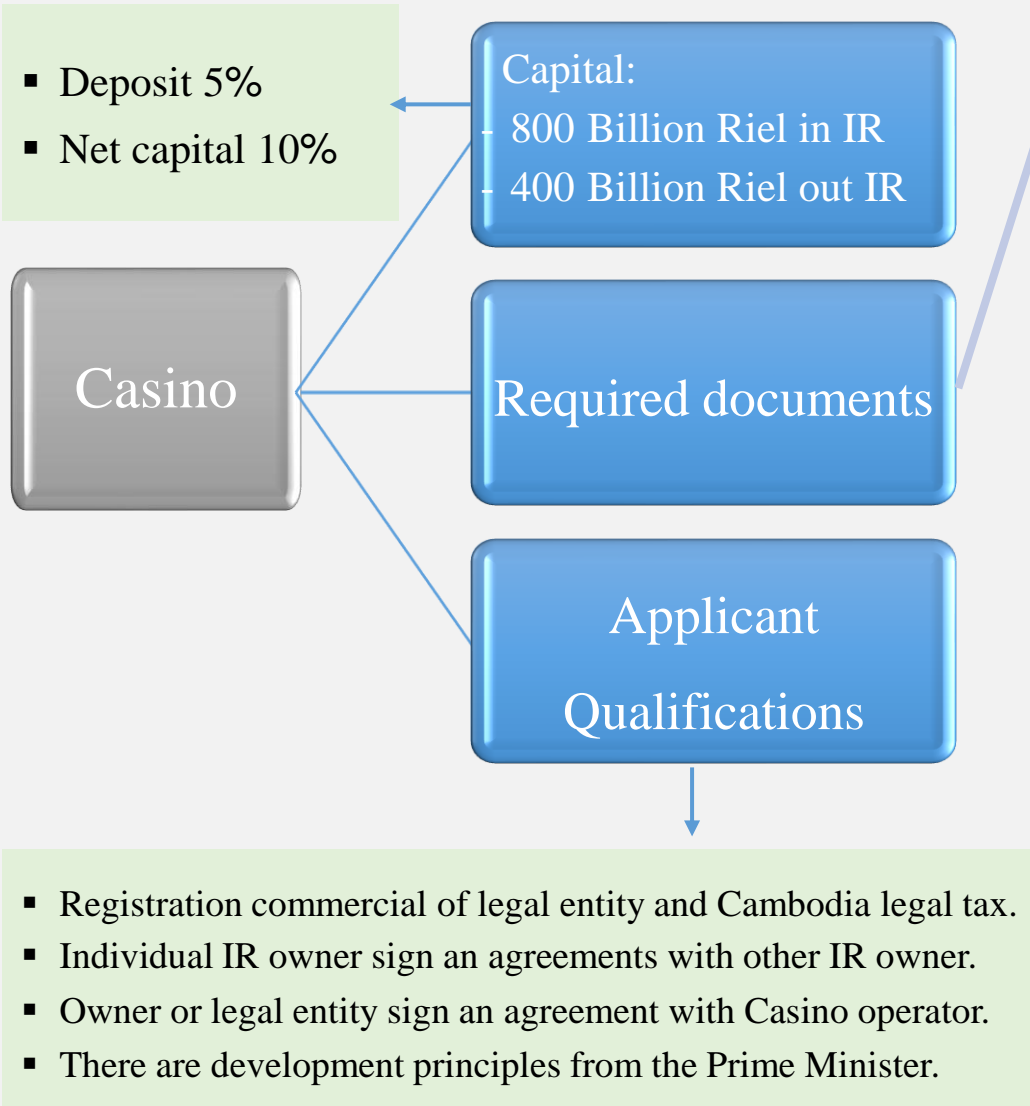 ▪ Deposit 5%
▪ Net capital 10%
Capital:
- 800 Billion Riel in IR
- 400 Billion Riel out IR
Casino
Required documents
Applicant
Qualifications
▪ Registration commercial of legal entity and Cambodia legal tax.
▪ Individual IR owner sign an agreements with other IR owner.
▪ Owner or legal entity sign an agreement with Casino operator.
▪ There are development principles from the Prime Minister.